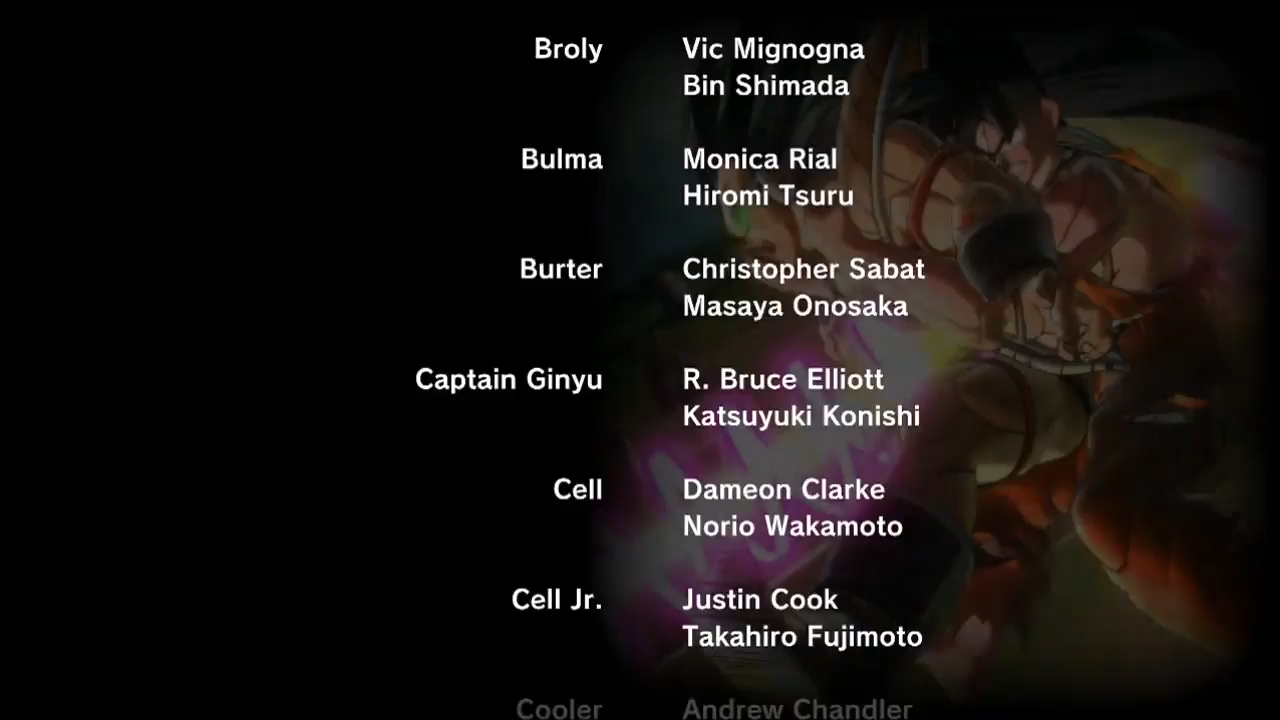 Broly Vic Mignogna
Bin Shimada
Bulma Monica Rial
Hiromi Tsuru
Burter Christopher Sabat
Masaya Onosaka
Captain Ginyu R. Bruce Elliott
Katsuyuki Konishi
Cell Dameon Clarke
Norio Wakamoto
Cell Jr. Justin Cook
Takahiro Fujimoto
Cooler Andrew Chandler